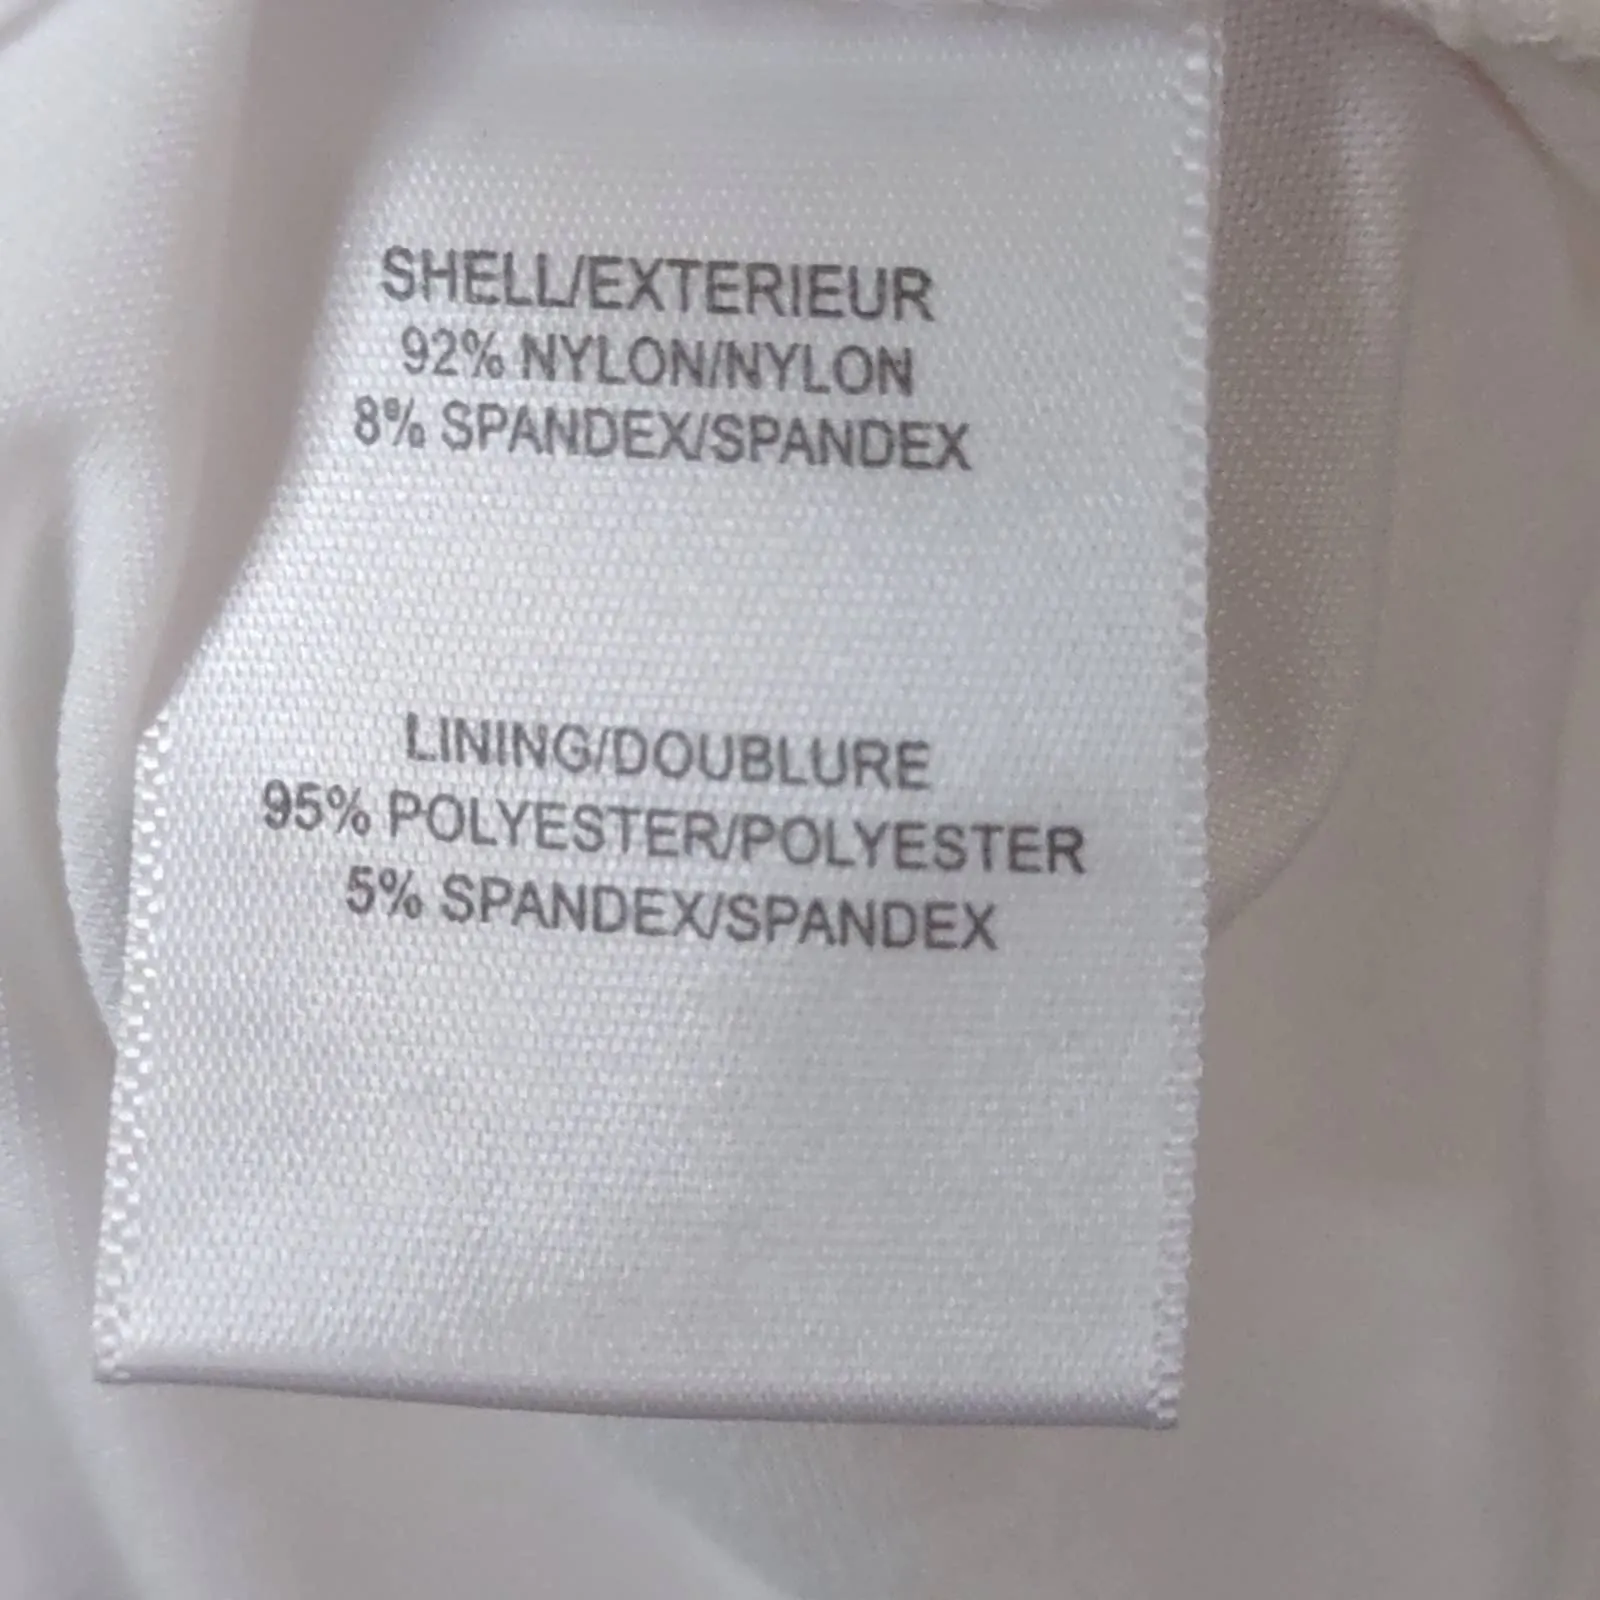 SHELL/EXTERIEUR
92% NYLON/NYLON
8% SPANDEX/SPANDEX
LINING/DOUBLURE
95% POLYESTER/POLYESTER
5% SPANDEX/SPANDEX